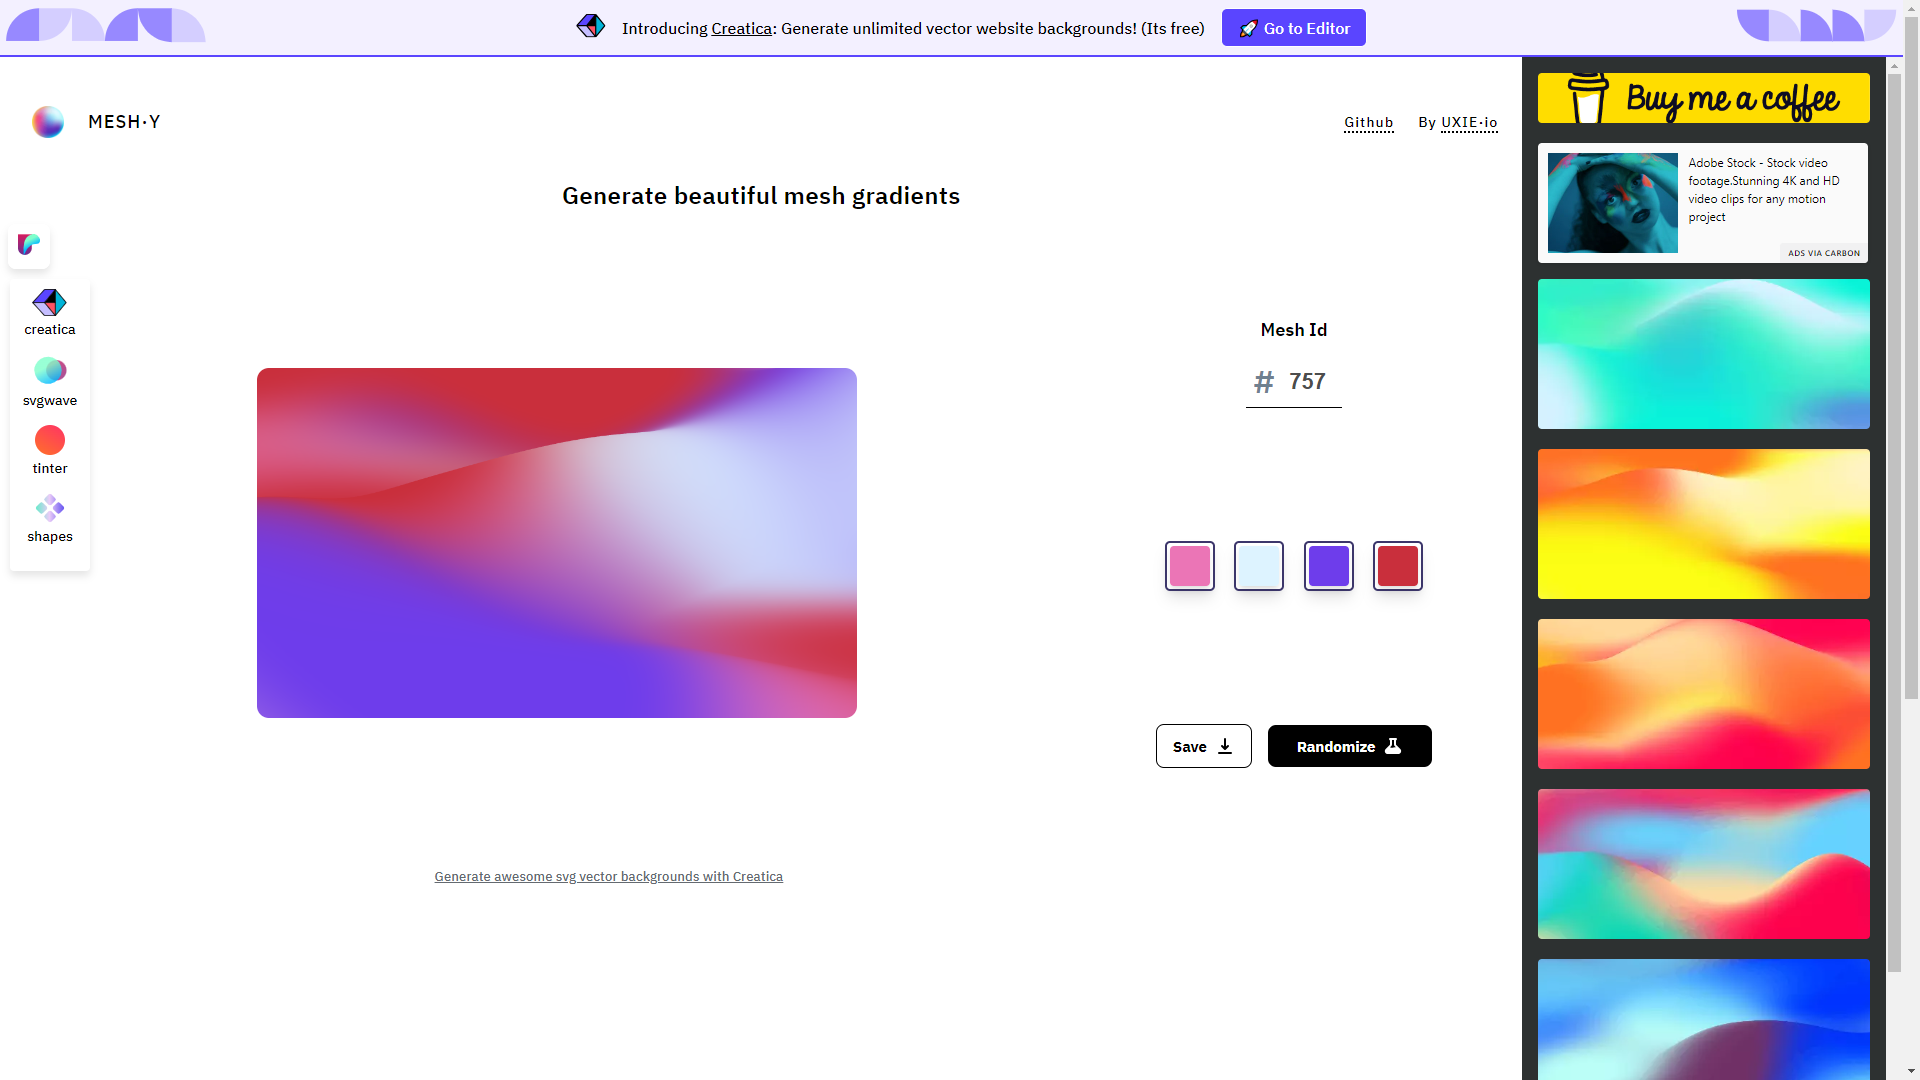 Introducing Creatica: Generate unlimited vector website backgrounds! (Its free)
Go to Editor
MESH·Y
Github
By UXIE·io
Generate beautiful mesh gradients
creatica
svgwave
tinter
shapes
Mesh Id
# 757
Save
Randomize
Generate awesome svg vector backgrounds with Creatica
Buy me a coffee
Adobe Stock - Stock video
footage.Stunning 4K and HD
video clips for any motion
project
ADS VIA CARBON